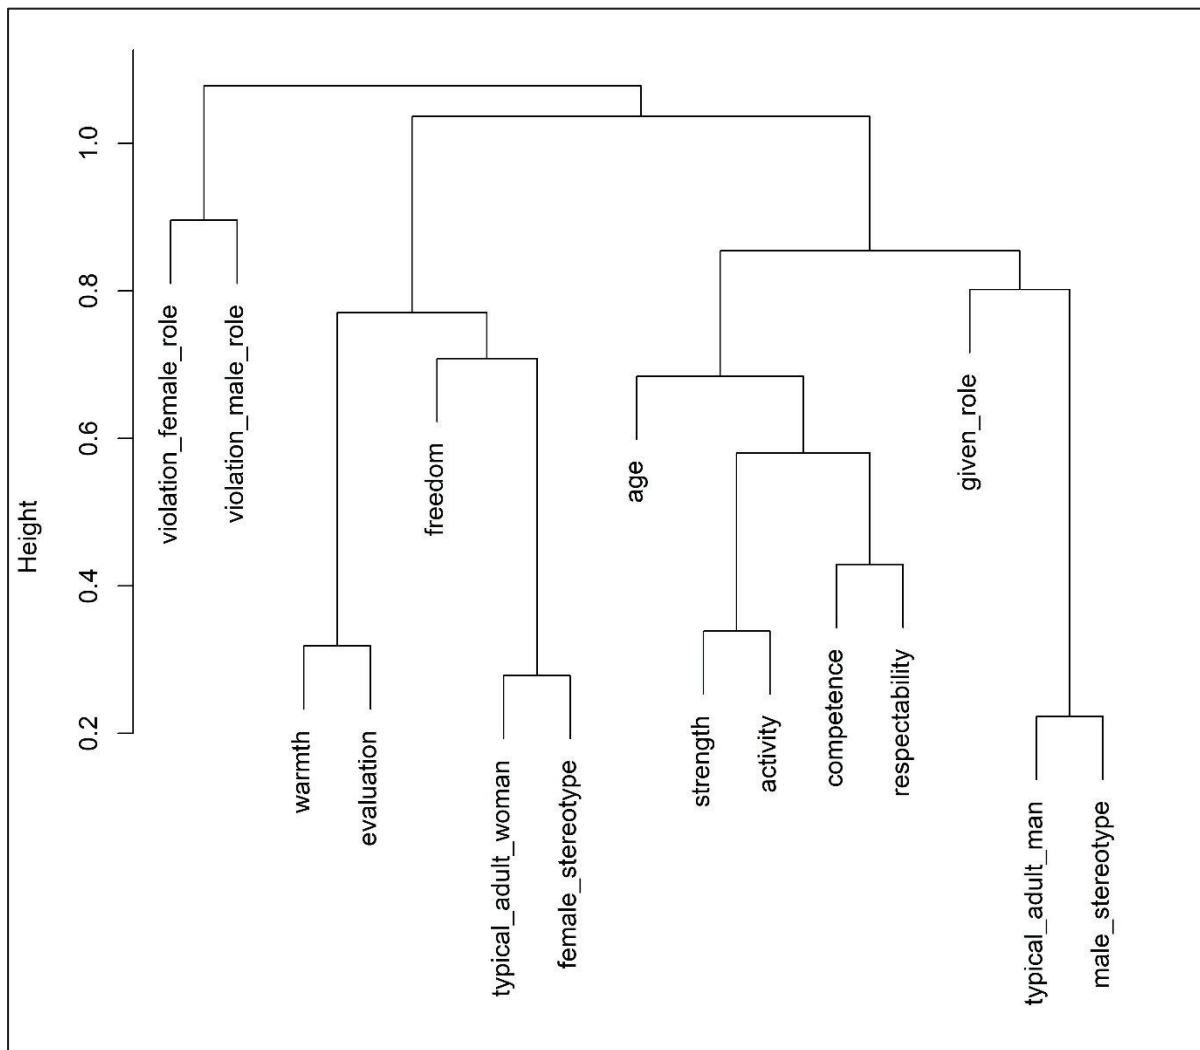 Height
1.0
0.8
0.6
0.4
0.2
violation_female_role
violation_male_role
warmth
evaluation
freedom
typical_adult_woman
female_stereotype
age
strength
activity
competence
respectability
given_role
typical_adult_man
male_stereotype